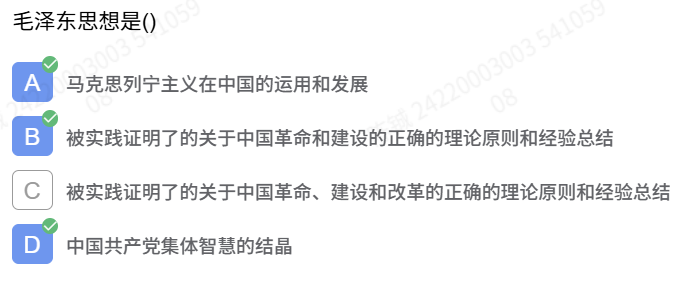 毛泽东思想是()
A 马克思列宁主义在中国的运用和发展
B 被实践证明了的关于中国革命和建设的正确的理论原则和经验总结
C 被实践证明了的关于中国革命、建设和改革的正确的理论原则和经验总结
D 中国共产党集体智慧的结晶